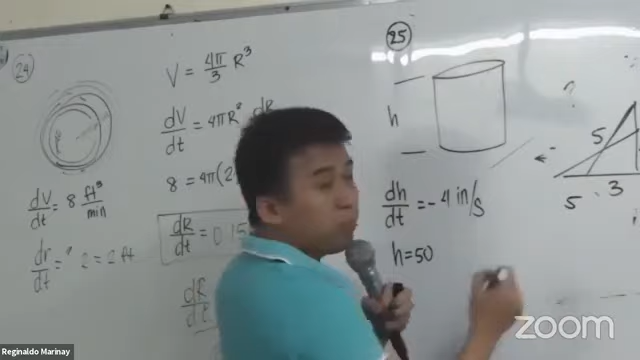 24
V = 4π/3 R³
dV/dt = 4πR² dR
8 = 4π(2
dR/dt = 0.15
dR/dt
dV/dt = 8 ft³/min
dr/dt = ? 2 = 2 ft
25
h
?
5
5 3
dh/dt = -4 in/s
h = 50
zoom
Reginaldo Marinay